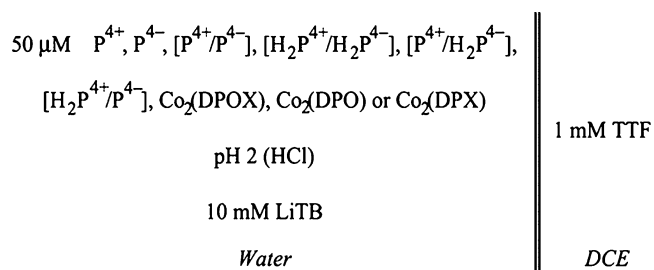 50 μM P⁴⁺, P⁴⁻, [P⁴⁺/P⁴⁻], [H₂P⁴⁺/H₂P⁴⁻], [P⁴⁺/H₂P⁴⁻],
[H₂P⁴⁺/P⁴⁻], Co₂(DPOX), Co₂(DPO) or Co₂(DPX)
1 mM TTF
pH 2 (HCl)
10 mM LiTB
Water
DCE